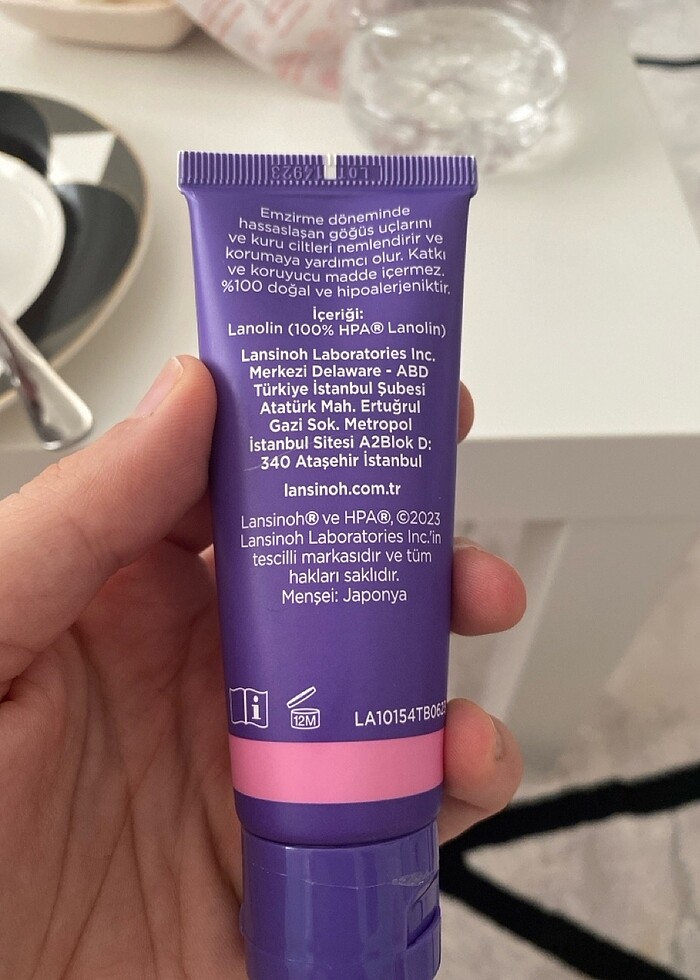 Emzirme döneminde
hassaslaşan göğüs uçlarını
ve kuru ciltleri nemlendirir ve
korumaya yardımcı olur. Katkı
ve koruyucu madde içermez.
%100 doğal ve hipoalerjeniktir.
İçeriği:
Lanolin (100% HPA® Lanolin)
Lansinoh Laboratories Inc.
Merkezi Delaware - ABD
Türkiye İstanbul Şubesi
Atatürk Mah. Ertuğrul
Gazi Sok. Metropol
İstanbul Sitesi A2Blok D:
340 Ataşehir İstanbul
lansinoh.com.tr
Lansinoh® ve HPA®, ©2023
Lansinoh Laboratories Inc.'in
tescilli markasıdır ve tüm
hakları saklıdır.
Menşei: Japonya
i
12M